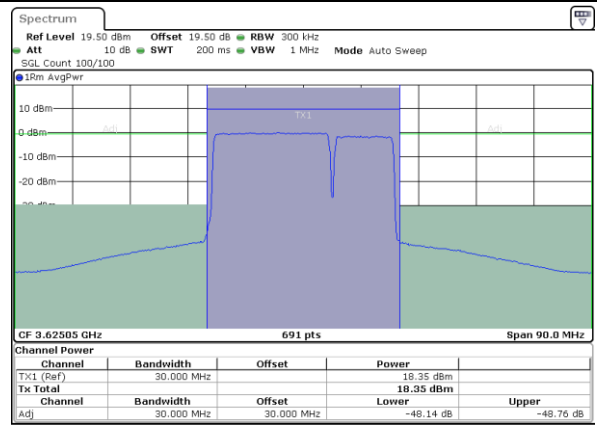 Spectrum
Ref Level 19.50 dBm Offset 19.50 dB RBW 300 kHz
Att 10 dB SWT 200 ms VBW 1 MHz Mode Auto Sweep
SGL Count 100/100
1Rm AvgPwr
10 dBm
TX1
0 dBm
Adj
Adj
-10 dBm
-20 dBm
-30 dBm
CF 3.62505 GHz 691 pts Span 90.0 MHz
Channel Power
Channel Bandwidth Offset Power
TX1 (Ref) 30.000 MHz 18.35 dBm
Tx Total 18.35 dBm
Channel Bandwidth Offset Lower Upper
Adj 30.000 MHz 30.000 MHz -48.14 dB -48.76 dB